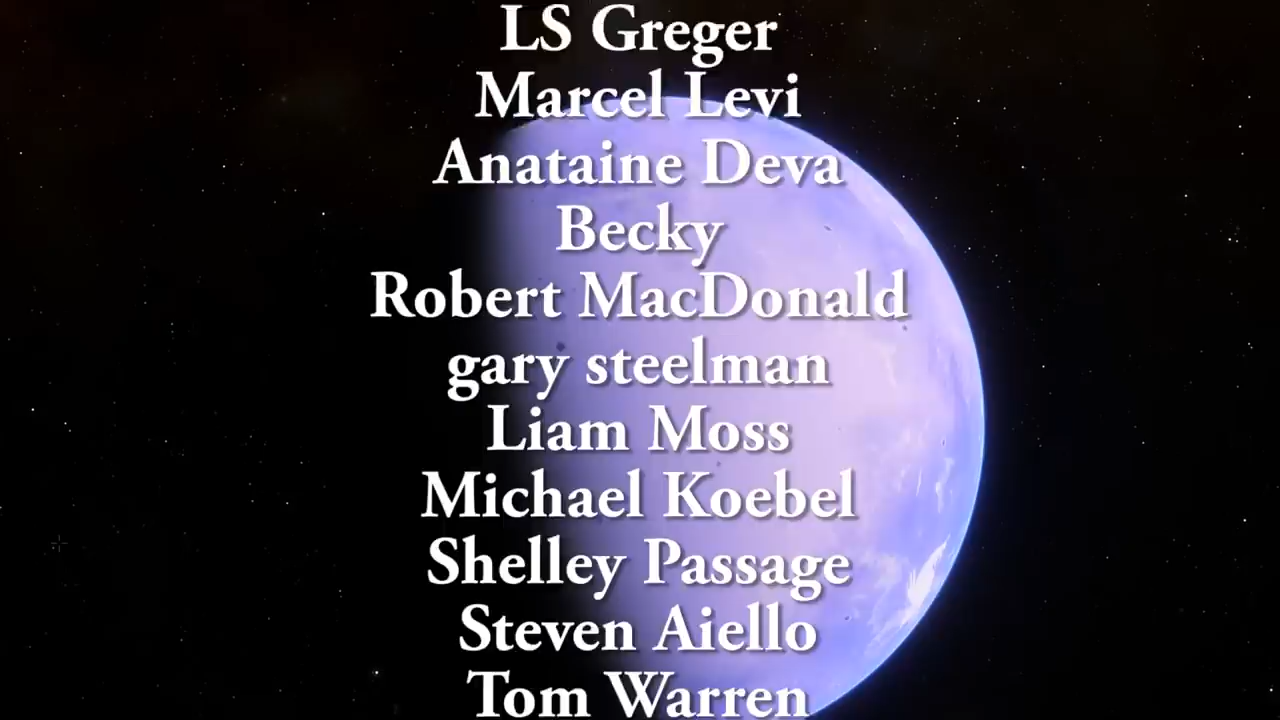 LS Greger
Marcel Levi
Anataine Deva
Becky
Robert MacDonald
gary steelman
Liam Moss
Michael Koebel
Shelley Passage
Steven Aiello
Tom Warren